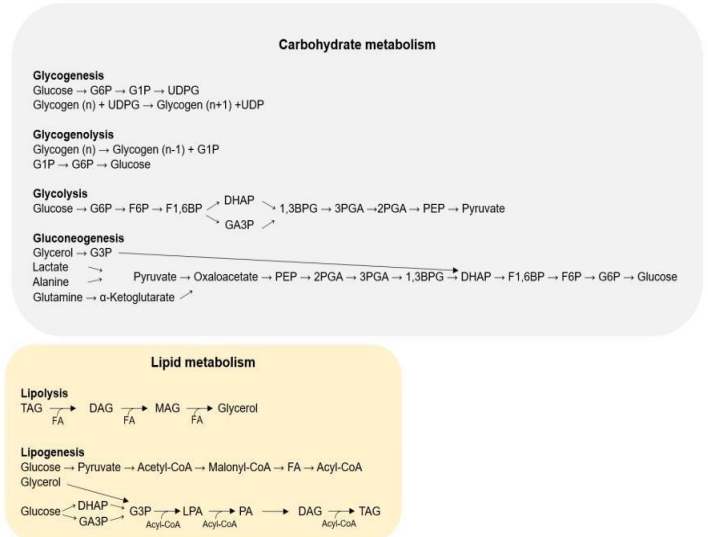 Carbohydrate metabolism
Glycogenesis
Glucose → G6P → G1P → UDPG
Glycogen (n) + UDPG → Glycogen (n+1) +UDP
Glycogenolysis
Glycogen (n) → Glycogen (n-1) + G1P
G1P → G6P → Glucose
Glycolysis
DHAP
Glucose → G6P → F6P → F1,6BP 1,3BPG → 3PGA →2PGA → PEP → Pyruvate
GA3P
Gluconeogenesis
Glycerol → G3P
Lactate
Pyruvate → Oxaloacetate → PEP → 2PGA → 3PGA → 1,3BPG → DHAP → F1,6BP → F6P → G6P → Glucose
Alanine
Glutamine → α-Ketoglutarate
Lipid metabolism
Lipolysis
TAG → DAG → MAG → Glycerol
FA FA FA
Lipogenesis
Glucose → Pyruvate → Acetyl-CoA → Malonyl-CoA → FA → Acyl-CoA
Glycerol
DHAP
Glucose G3P → LPA → PA → DAG → TAG
GA3P
Acyl-CoA Acyl-CoA Acyl-CoA